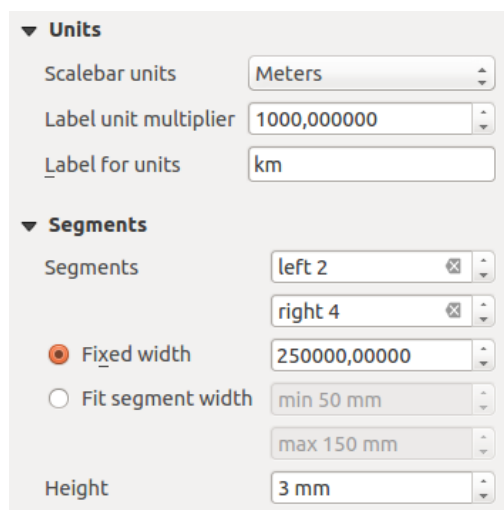 Units
Scalebar units Meters
Label unit multiplier 1000,000000
Label for units km
Segments
Segments left 2
right 4
Fixed width 250000,00000
Fit segment width min 50 mm
max 150 mm
Height 3 mm